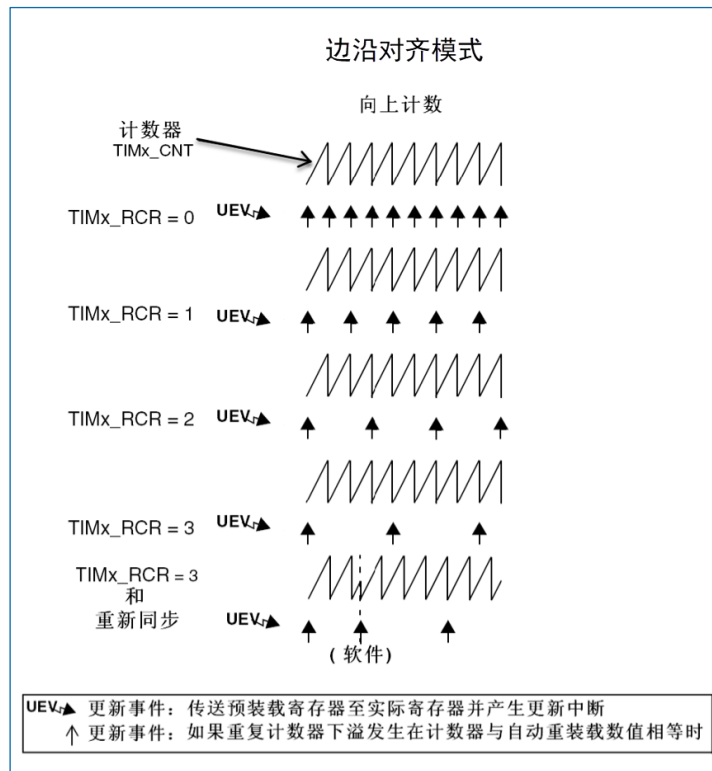 边沿对齐模式
向上计数
计数器
TIMx_CNT
TIMx_RCR = 0 UEV
TIMx_RCR = 1 UEV
TIMx_RCR = 2 UEV
TIMx_RCR = 3 UEV
TIMx_RCR = 3
和
重新同步 UEV
(软件)
UEV 更新事件：传送预装载寄存器至实际寄存器并产生更新中断
更新事件：如果重复计数器下溢发生在计数器与自动重装载数值相等时